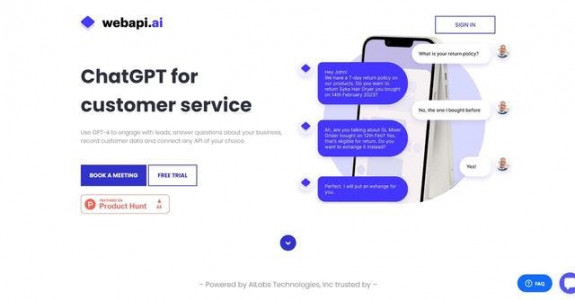 webapi.ai
SIGN IN
ChatGPT for
customer service
Use GPT-4 to engage with leads, answer questions about your business,
record customer data and connect any API of your choice.
BOOK A MEETING
FREE TRIAL
FEATURED ON
Product Hunt
What is your return policy?
Hey John!
We have a 7-day return policy on
our products. Do you want to
return Syka Hair Dryer you bought
on 14th February 2023?
No, the one I bought before
Ah, are you talking about GL Mixer
Grinder bought on 12th Feb? Yes,
that's eligible for return. Do you
want to exchange it instead?
Yes!
Perfect. I will put an exhange for
you.
~ Powered by AILabs Technologies, Inc trusted by ~
FAQ